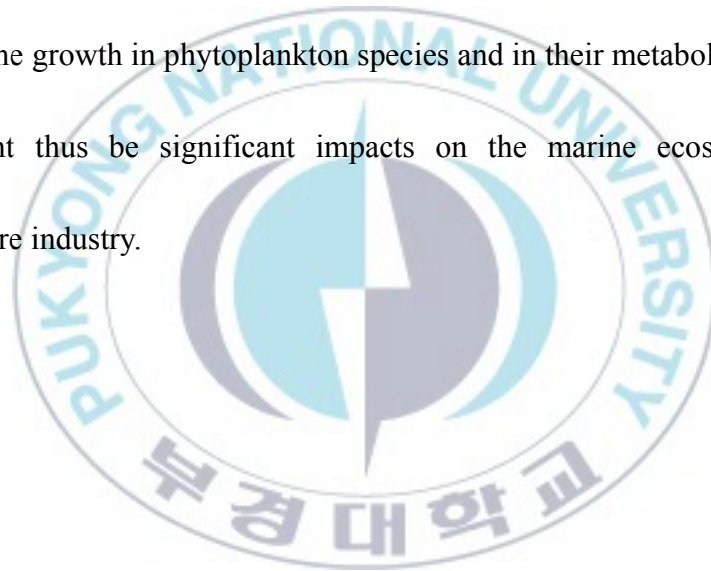 ne growth in phytoplankton species and in their metabol
nt thus be significant impacts on the marine ecos
re industry.
PUKYONG NATIONAL UNIVERSITY
부경대학교